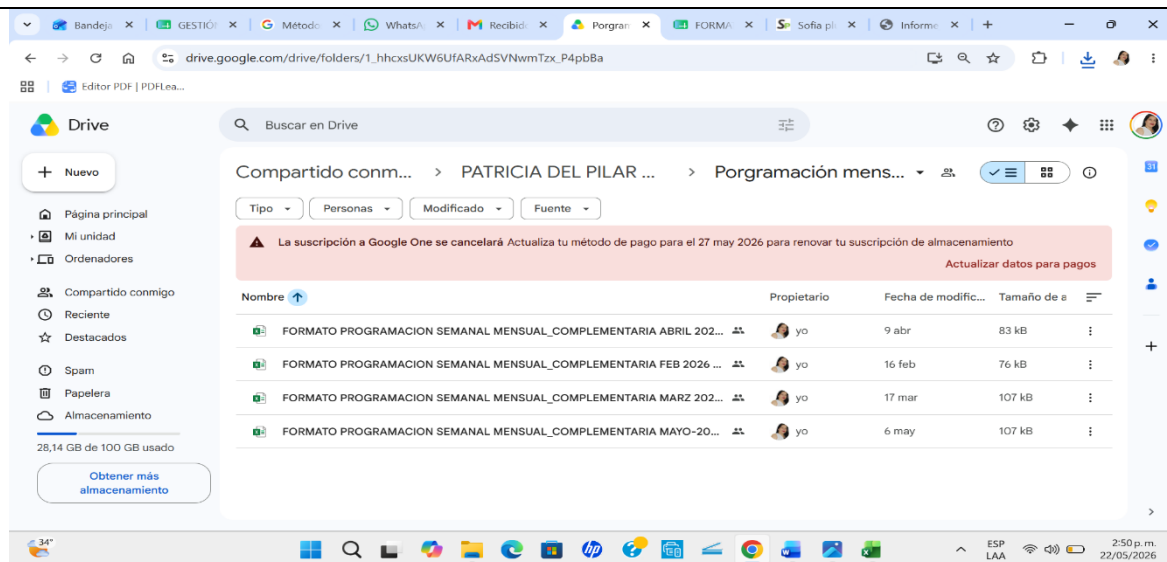 Bandeja GESTIÓN Método WhatsA Recibido Porgran FORMA Sofia pl Informe
drive.google.com/drive/folders/1_hhcxsUKW6UfARxAdSVNwmTzx_P4pbBa
Editor PDF | PDFLea...
Drive
Buscar en Drive
31
Nuevo
Compartido conm... > PATRICIA DEL PILAR ... > Porgramación mens...
Tipo Personas Modificado Fuente
Página principal
Mi unidad
Ordenadores
Compartido conmigo
Reciente
Destacados
Spam
Papelera
Almacenamiento
28,14 GB de 100 GB usado
Obtener más
almacenamiento
La suscripción a Google One se cancelará Actualiza tu método de pago para el 27 may 2026 para renovar tu suscripción de almacenamiento
Actualizar datos para pagos
Nombre Propietario Fecha de modific... Tamaño de a
FORMATO PROGRAMACION SEMANAL MENSUAL_COMPLEMENTARIA ABRIL 202... yo 9 abr 83 kB
FORMATO PROGRAMACION SEMANAL MENSUAL_COMPLEMENTARIA FEB 2026 ... yo 16 feb 76 kB
FORMATO PROGRAMACION SEMANAL MENSUAL_COMPLEMENTARIA MARZ 202... yo 17 mar 107 kB
FORMATO PROGRAMACION SEMANAL MENSUAL_COMPLEMENTARIA MAYO-20... yo 6 may 107 kB
34°
hp
ESP
LAA
2:50 p. m.
22/05/2026